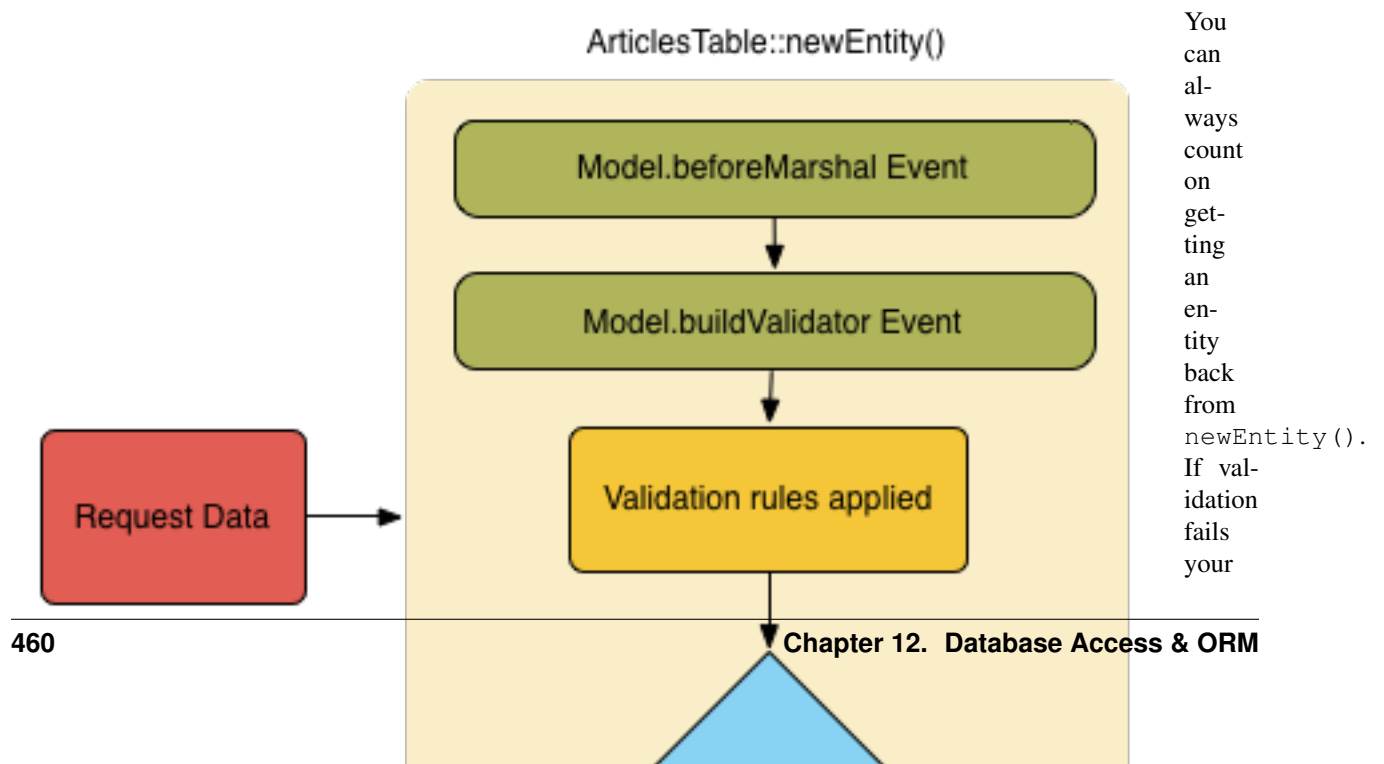 ArticlesTable::newEntity()
Model.beforeMarshal Event
Model.buildValidator Event
Validation rules applied
Request Data
You
can
al-
ways
count
on
get-
ting
an
en-
tity
back
from
newEntity().
If val-
idation
fails
your
460
Chapter 12. Database Access & ORM